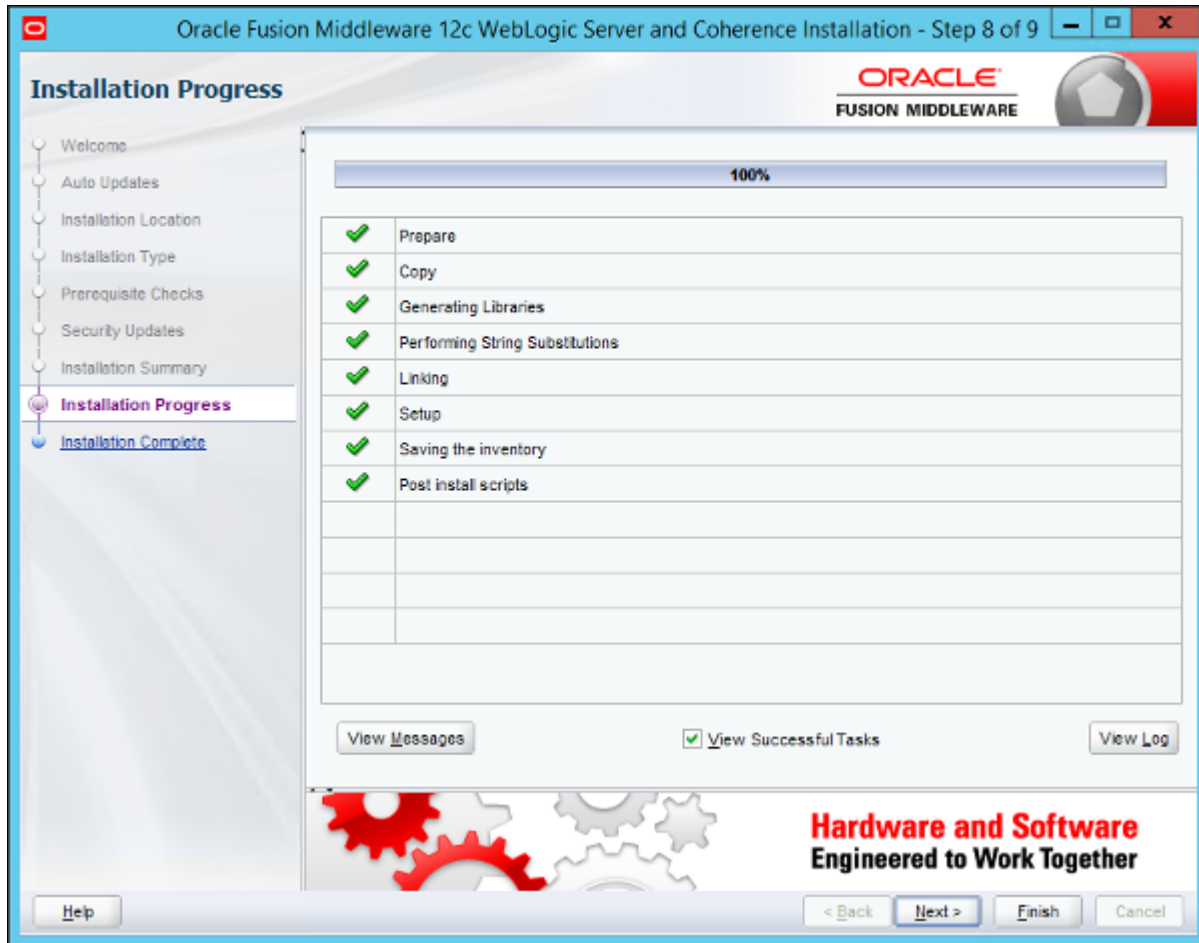 Oracle Fusion Middleware 12c WebLogic Server and Coherence Installation - Step 8 of 9
Installation Progress
ORACLE
FUSION MIDDLEWARE
Welcome
Auto Updates
Installation Location
Installation Type
Prerequisite Checks
Security Updates
Installation Summary
Installation Progress
Installation Complete
100%
Prepare
Copy
Generating Libraries
Performing String Substitutions
Linking
Setup
Saving the inventory
Post install scripts
View Messages
View Successful Tasks
View Log
Hardware and Software
Engineered to Work Together
Help
< Back
Next >
Finish
Cancel